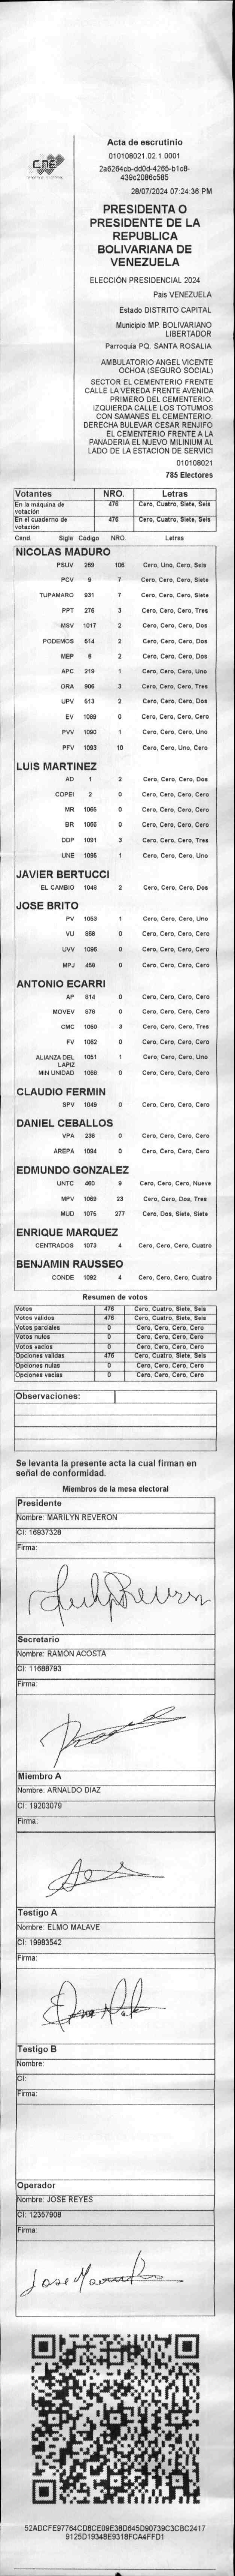 CNE
Acta de escrutinio
010108021.02.1.0001
2a6264cb-dd0d-4265-b1c8-
439c2086c585
28/07/2024 07:24:36 PM
PRESIDENTA O
PRESIDENTE DE LA
REPUBLICA
BOLIVARIANA DE
VENEZUELA
ELECCIÓN PRESIDENCIAL 2024
Pais VENEZUELA
Estado DISTRITO CAPITAL
Municipio MP. BOLIVARIANO
LIBERTADOR
Parroquia PQ. SANTA ROSALIA
AMBULATORIO ANGEL VICENTE
OCHOA (SEGURO SOCIAL)
SECTOR EL CEMENTERIO FRENTE
CALLE LA VEREDA FRENTE AVENIDA
PRIMERO DEL CEMENTERIO.
IZQUIERDA CALLE LOS TOTUMOS
CON SAMANES EL CEMENTERIO.
DERECHA BULEVAR CESAR RENJIFO
EL CEMENTERIO FRENTE A LA
PANADERIA EL NUEVO MILINIUM AL
LADO DE LA ESTACION DE SERVICI
010108021
785 Electores
Votantes NRO. Letras
En la máquina de votación 476 Cero, Cuatro, Siete, Seis
En el cuaderno de votación 476 Cero, Cuatro, Siete, Seis
Cand. Sigla Código NRO. Letras
NICOLAS MADURO
PSUV 269 106 Cero, Uno, Cero, Seis
PCV 9 7 Cero, Cero, Cero, Siete
TUPAMARO 931 7 Cero, Cero, Cero, Siete
PPT 276 3 Cero, Cero, Cero, Tres
MSV 1017 2 Cero, Cero, Cero, Dos
PODEMOS 514 2 Cero, Cero, Cero, Dos
MEP 6 2 Cero, Cero, Cero, Dos
APC 219 1 Cero, Cero, Cero, Uno
ORA 906 3 Cero, Cero, Cero, Tres
UPV 513 2 Cero, Cero, Cero, Dos
EV 1089 0 Cero, Cero, Cero, Cero
PVV 1090 1 Cero, Cero, Cero, Uno
PFV 1093 10 Cero, Cero, Uno, Cero
LUIS MARTINEZ
AD 1 2 Cero, Cero, Cero, Dos
COPEI 2 0 Cero, Cero, Cero, Cero
MR 1065 0 Cero, Cero, Cero, Cero
BR 1066 0 Cero, Cero, Cero, Cero
DDP 1091 3 Cero, Cero, Cero, Tres
UNE 1095 1 Cero, Cero, Cero, Uno
JAVIER BERTUCCI
EL CAMBIO 1048 2 Cero, Cero, Cero, Dos
JOSE BRITO
PV 1053 1 Cero, Cero, Cero, Uno
VU 868 0 Cero, Cero, Cero, Cero
UVV 1096 0 Cero, Cero, Cero, Cero
MPJ 458 0 Cero, Cero, Cero, Cero
ANTONIO ECARRI
AP 814 0 Cero, Cero, Cero, Cero
MOVEV 878 0 Cero, Cero, Cero, Cero
CMC 1060 3 Cero, Cero, Cero, Tres
FV 1062 0 Cero, Cero, Cero, Cero
ALIANZA DEL LAPIZ 1051 1 Cero, Cero, Cero, Uno
MIN UNIDAD 1068 0 Cero, Cero, Cero, Cero
CLAUDIO FERMIN
SPV 1049 0 Cero, Cero, Cero, Cero
DANIEL CEBALLOS
VPA 236 0 Cero, Cero, Cero, Cero
AREPA 1094 0 Cero, Cero, Cero, Cero
EDMUNDO GONZALEZ
UNTC 460 9 Cero, Cero, Cero, Nueve
MPV 1069 23 Cero, Cero, Dos, Tres
MUD 1075 277 Cero, Dos, Siete, Siete
ENRIQUE MARQUEZ
CENTRADOS 1073 4 Cero, Cero, Cero, Cuatro
BENJAMIN RAUSSEO
CONDE 1092 4 Cero, Cero, Cero, Cuatro
Resumen de votos
Votos 476 Cero, Cuatro, Siete, Seis
Votos validos 476 Cero, Cuatro, Siete, Seis
Votos parciales 0 Cero, Cero, Cero, Cero
Votos nulos 0 Cero, Cero, Cero, Cero
Votos vacios 0 Cero, Cero, Cero, Cero
Opciones validas 476 Cero, Cuatro, Siete, Seis
Opciones nulas 0 Cero, Cero, Cero, Cero
Opciones vacias 0 Cero, Cero, Cero, Cero
Observaciones:
Se levanta la presente acta la cual firman en
señal de conformidad.
Miembros de la mesa electoral
Presidente
Nombre: MARILYN REVERON
CI: 16937328
Firma:
Secretario
Nombre: RAMON ACOSTA
CI: 11688793
Firma:
Miembro A
Nombre: ARNALDO DIAZ
CI: 19203079
Firma:
Testigo A
Nombre: ELMO MALAVE
CI: 19983542
Firma:
Testigo B
Nombre:
CI:
Firma:
Operador
Nombre: JOSE REYES
CI: 12357908
Firma:
52ADCFE97764CD8CE09E38D645D90739C3CBC2417
9125D19348E9318FCA4FFD1